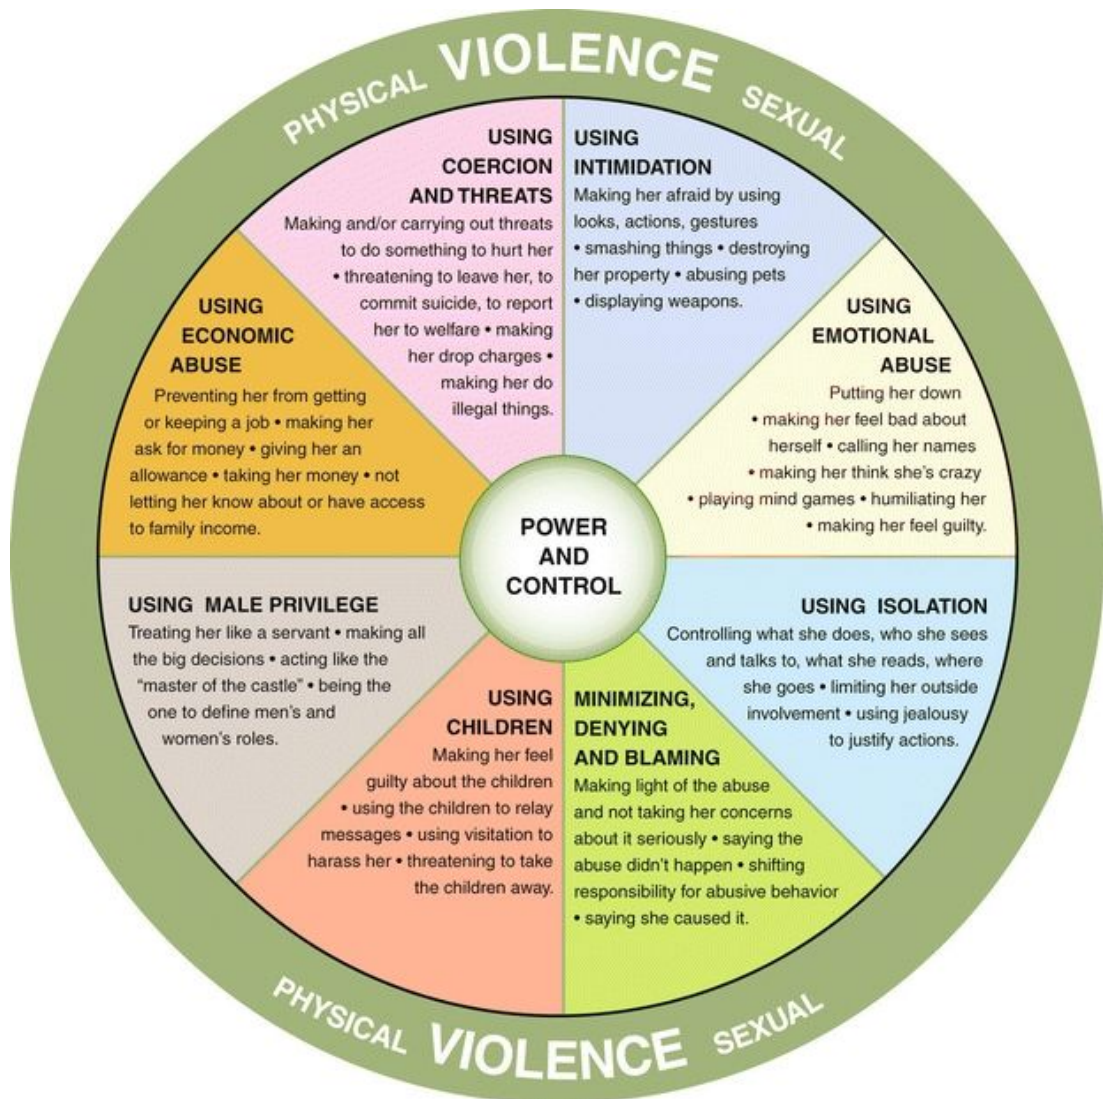 PHYSICAL VIOLENCE SEXUAL
USING
COERCION
AND THREATS
Making and/or carrying out threats
to do something to hurt her
• threatening to leave her, to
commit suicide, to report
her to welfare • making
her drop charges •
making her do
illegal things.
USING
INTIMIDATION
Making her afraid by using
looks, actions, gestures
• smashing things • destroying
her property • abusing pets
• displaying weapons.
USING
EMOTIONAL
ABUSE
Putting her down
• making her feel bad about
herself • calling her names
• making her think she's crazy
• playing mind games • humiliating her
• making her feel guilty.
USING ISOLATION
Controlling what she does, who she sees
and talks to, what she reads, where
she goes • limiting her outside
involvement • using jealousy
to justify actions.
MINIMIZING,
DENYING
AND BLAMING
Making light of the abuse
and not taking her concerns
about it seriously • saying the
abuse didn't happen • shifting
responsibility for abusive behavior
• saying she caused it.
USING
CHILDREN
Making her feel
guilty about the children
• using the children to relay
messages • using visitation to
harass her • threatening to take
the children away.
USING MALE PRIVILEGE
Treating her like a servant • making all
the big decisions • acting like the
“master of the castle” • being the
one to define men's and
women's roles.
USING
ECONOMIC
ABUSE
Preventing her from getting
or keeping a job • making her
ask for money • giving her an
allowance • taking her money • not
letting her know about or have access
to family income.
POWER
AND
CONTROL
PHYSICAL VIOLENCE SEXUAL